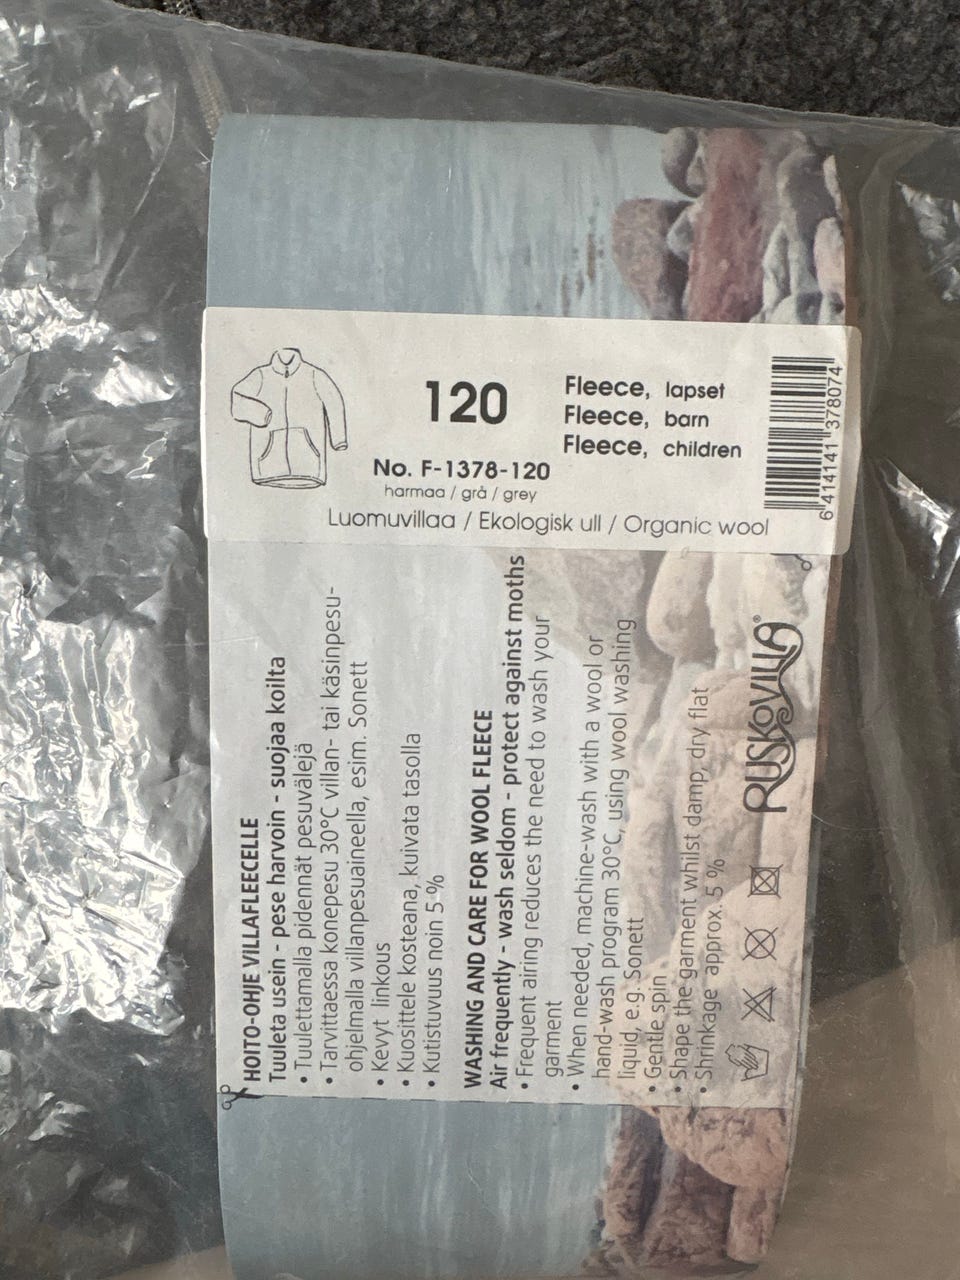 120
Fleece, lapset
Fleece, barn
Fleece, children
No. F-1378-120
harmaa / grå / grey
Luomuvillaa / Ekologisk ull / Organic wool
6 414141 378074
HOITO-OHJE VILLAFLEECELLE
Tuuleta usein - pese harvoin - suojaa koilta
• Tuulettamalla pidennät pesuvälejä
• Tarvittaessa konepesu 30°C villan- tai käsinpesu-
ohjelmalla villanpesuaineella, esim. Sonett
• Kevyt linkous
• Kuosittele kosteana, kuivata tasolla
• Kutistuvuus noin 5 %
WASHING AND CARE FOR WOOL FLEECE
Air frequently - wash seldom - protect against moths
• Frequent airing reduces the need to wash your
garment
• When needed, machine-wash with a wool or
hand-wash program 30°C, using wool washing
liquid, e.g. Sonett
• Gentle spin
• Shape the garment whilst damp, dry flat
• Shrinkage approx. 5 %
RUSKOVILLA®